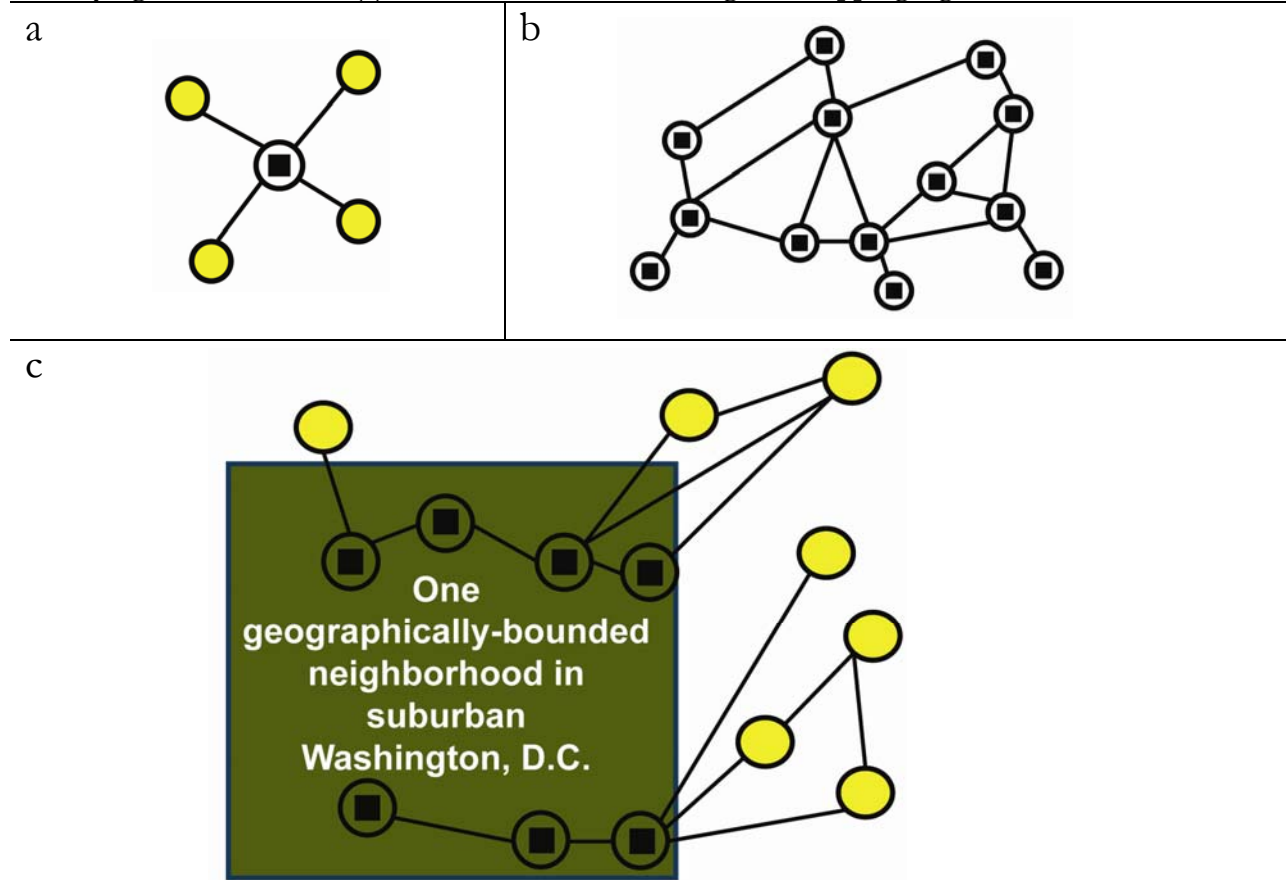 a
b
c
One
geographically-bounded
neighborhood in
suburban
Washington, D.C.